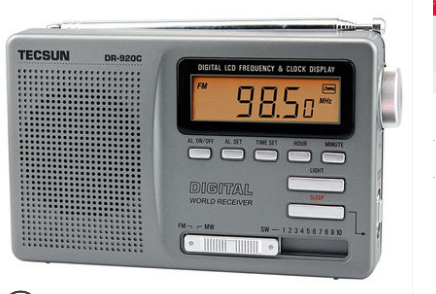 TECSUN
DR-920C
DIGITAL LCD FREQUENCY & CLOCK DISPLAY
FM
98.50
MHz
AL ON/OFF AL. SET TIME SET HOUR MINUTE
LIGHT
DIGITAL
WORLD RECEIVER
SLEEP
FM MW
SW 1 2 3 4 5 6 7 8 9 10